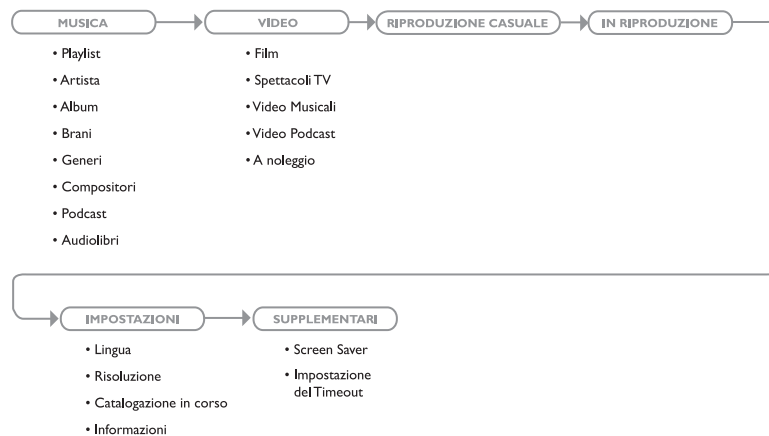 MUSICA
VIDEO
RIPRODUZIONE CASUALE
IN RIPRODUZIONE
• Playlist
• Artista
• Album
• Brani
• Generi
• Compositori
• Podcast
• Audiolibri
• Film
• Spettacoli TV
• Video Musicali
• Video Podcast
• A noleggio
IMPOSTAZIONI
SUPPLEMENTARI
• Lingua
• Risoluzione
• Catalogazione in corso
• Informazioni
• Screen Saver
• Impostazione
del Timeout